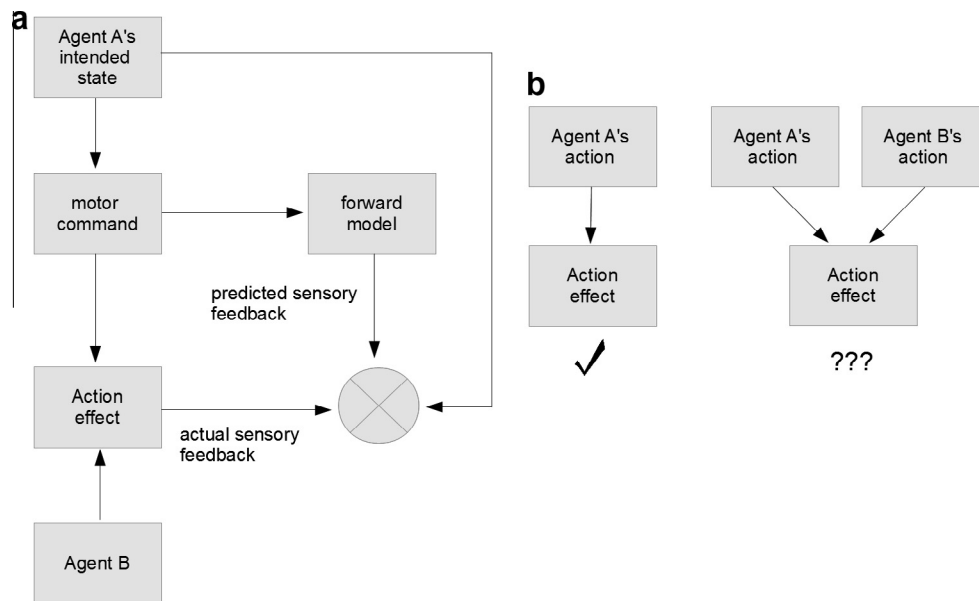 a
Agent A's
intended
state
motor
command
forward
model
predicted sensory
feedback
Action
effect
actual sensory
feedback
Agent B
b
Agent A's
action
Action
effect
Agent A's
action
Agent B's
action
Action
effect
???